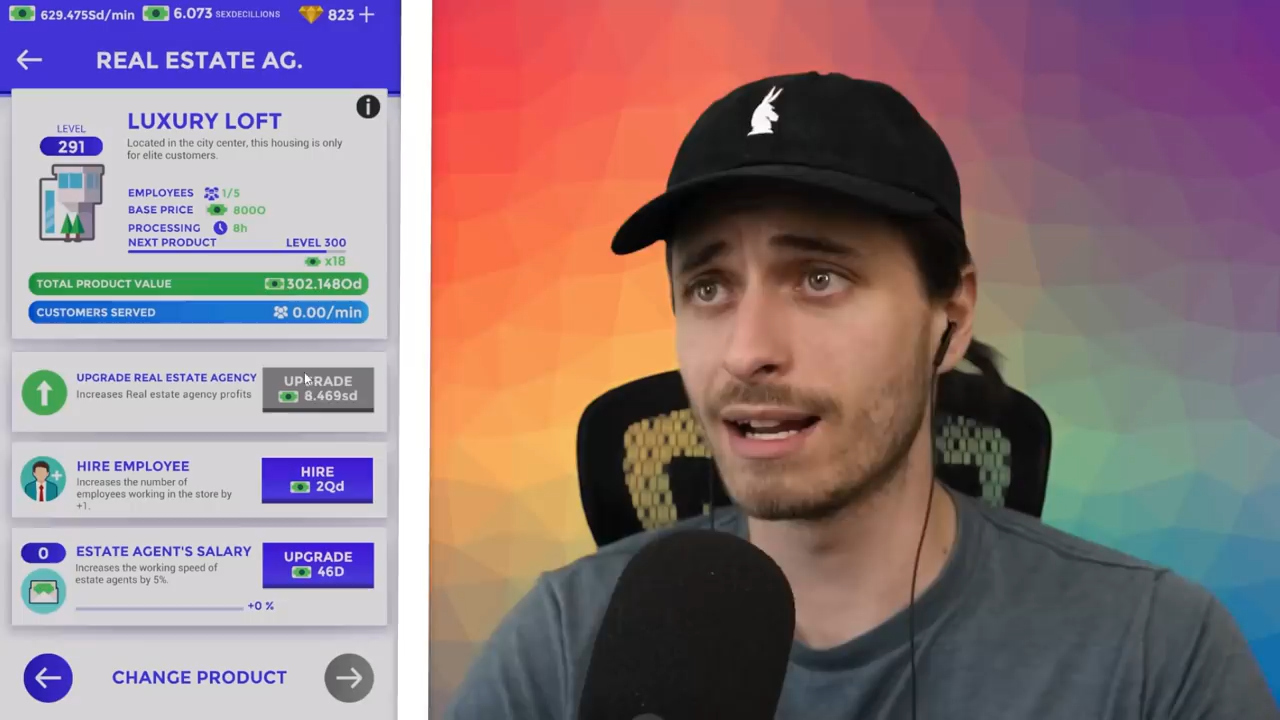 629.475Sd/min 6.073 SEXDECILLIONS 823 +
REAL ESTATE AG.
LUXURY LOFT
LEVEL
291
Located in the city center, this housing is only
for elite customers.
EMPLOYEES 1/5
BASE PRICE 800O
PROCESSING 8h
NEXT PRODUCT LEVEL 300
x18
TOTAL PRODUCT VALUE 302.148Od
CUSTOMERS SERVED 0.00/min
UPGRADE REAL ESTATE AGENCY
Increases Real estate agency profits
UPGRADE
8.469sd
HIRE EMPLOYEE
Increases the number of
employees working in the store by
+1.
HIRE
2Qd
0
ESTATE AGENT'S SALARY
Increases the working speed of
estate agents by 5%.
+0 %
UPGRADE
46D
CHANGE PRODUCT